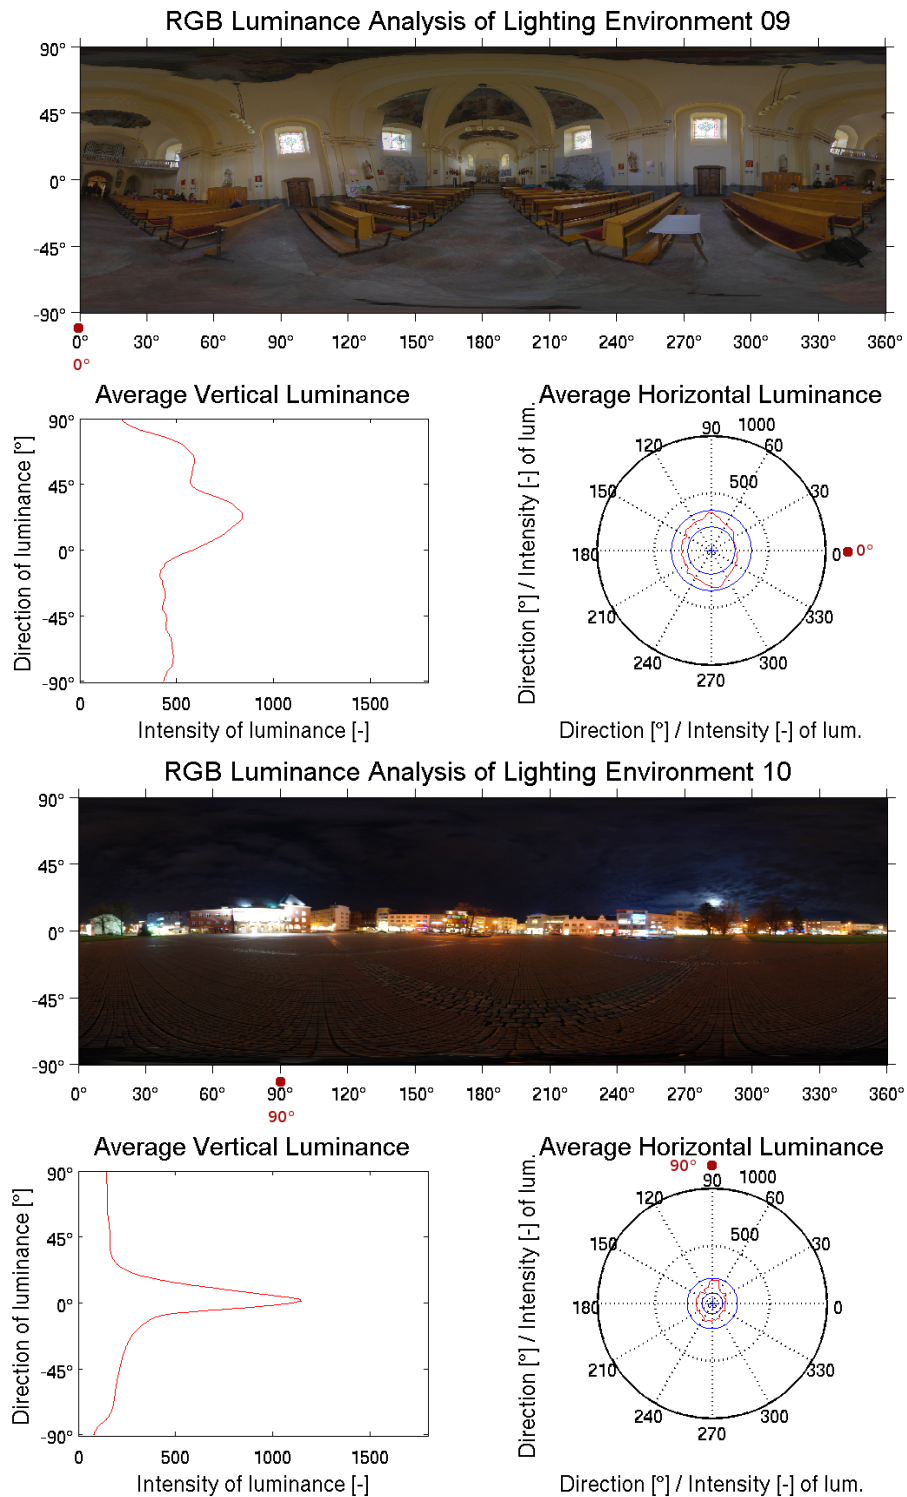 RGB Luminance Analysis of Lighting Environment 09
90°
45°
0°
-45°
-90°
0° 30° 60° 90° 120° 150° 180° 210° 240° 270° 300° 330° 360°
0°
Average Vertical Luminance
Direction of luminance [°]
90°
45°
0°
-45°
-90°
0 500 1000 1500
Intensity of luminance [-]
Average Horizontal Luminance
Direction [°] / Intensity [-] of lum.
90 1000
120 60
500
150 30
180 0 0°
210 330
240 300
270
Direction [°] / Intensity [-] of lum.
RGB Luminance Analysis of Lighting Environment 10
90°
45°
0°
-45°
-90°
0° 30° 60° 90° 120° 150° 180° 210° 240° 270° 300° 330° 360°
90°
Average Vertical Luminance
Direction of luminance [°]
90°
45°
0°
-45°
-90°
0 500 1000 1500
Intensity of luminance [-]
Average Horizontal Luminance
Direction [°] / Intensity [-] of lum.
90°
90 1000
120 60
500
150 30
180 0
210 330
240 300
270
Direction [°] / Intensity [-] of lum.